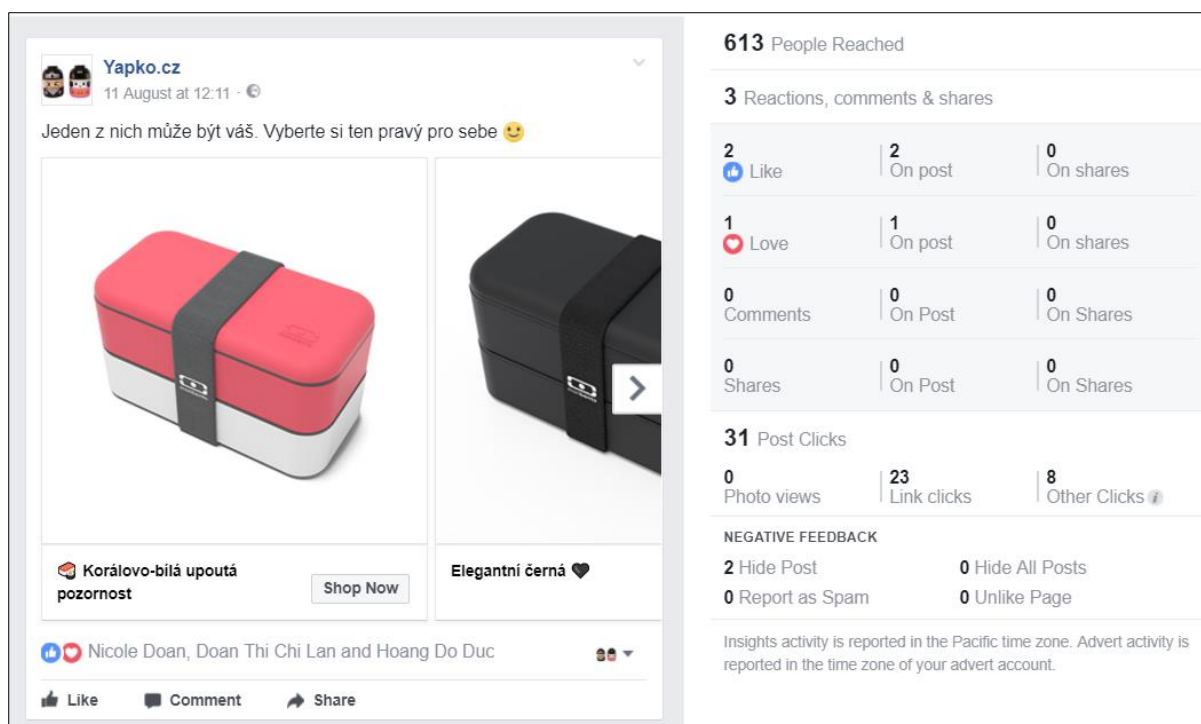 Yapko.cz
11 August at 12:11
Jeden z nich může být váš. Vyberte si ten pravý pro sebe
Korálovo-bílá upoutá
pozornost
Shop Now
Elegantní černá
Nicole Doan, Doan Thi Chi Lan and Hoang Do Duc
Like Comment Share
613 People Reached
3 Reactions, comments & shares
2 2 0
Like On post On shares
1 1 0
Love On post On shares
0 0 0
Comments On Post On Shares
0 0 0
Shares On Post On Shares
31 Post Clicks
0 23 8
Photo views Link clicks Other Clicks
NEGATIVE FEEDBACK
2 Hide Post 0 Hide All Posts
0 Report as Spam 0 Unlike Page
Insights activity is reported in the Pacific time zone. Advert activity is
reported in the time zone of your advert account.